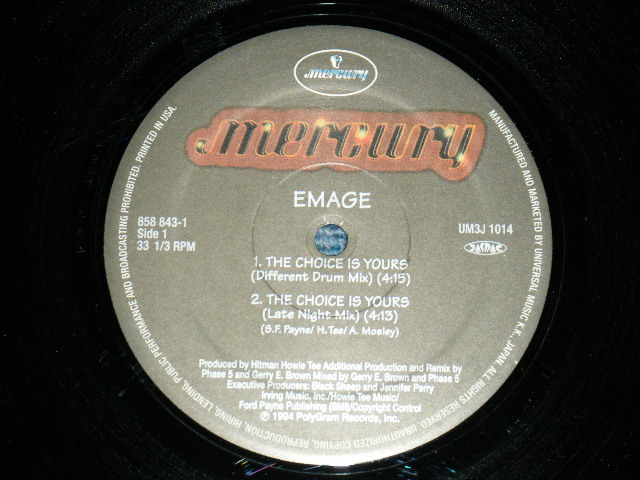 mercury
mercury
EMAGE
858 843-1
Side 1
33 1/3 RPM
UM3J 1014
JASRAC
1. THE CHOICE IS YOURS
(Different Drum Mix) (4:15)
2. THE CHOICE IS YOURS
(Late Night Mix) (4:13)
(S.F. Payne/ H. Tee/ A. Mosley)
Produced by Hitman Howie Tee Additional Production and Remix by
Phase 5 and Gerry E. Brown Mixed by Gerry E. Brown and Phase 5
Executive Producers: Black Sheep and Jennifer Perry
Irving Music, Inc./Howie Tee Music/
Ford Payne Publishing (BMI)/Copyright Control
℗ 1994 PolyGram Records, Inc.
MANUFACTURED AND MARKETED BY UNIVERSAL MUSIC K.K., JAPAN. ALL RIGHTS RESERVED. UNAUTHORIZED COPYING, REPRODUCTION, HIRING, LENDING, PUBLIC PERFORMANCE AND BROADCASTING PROHIBITED. PRINTED IN USA.